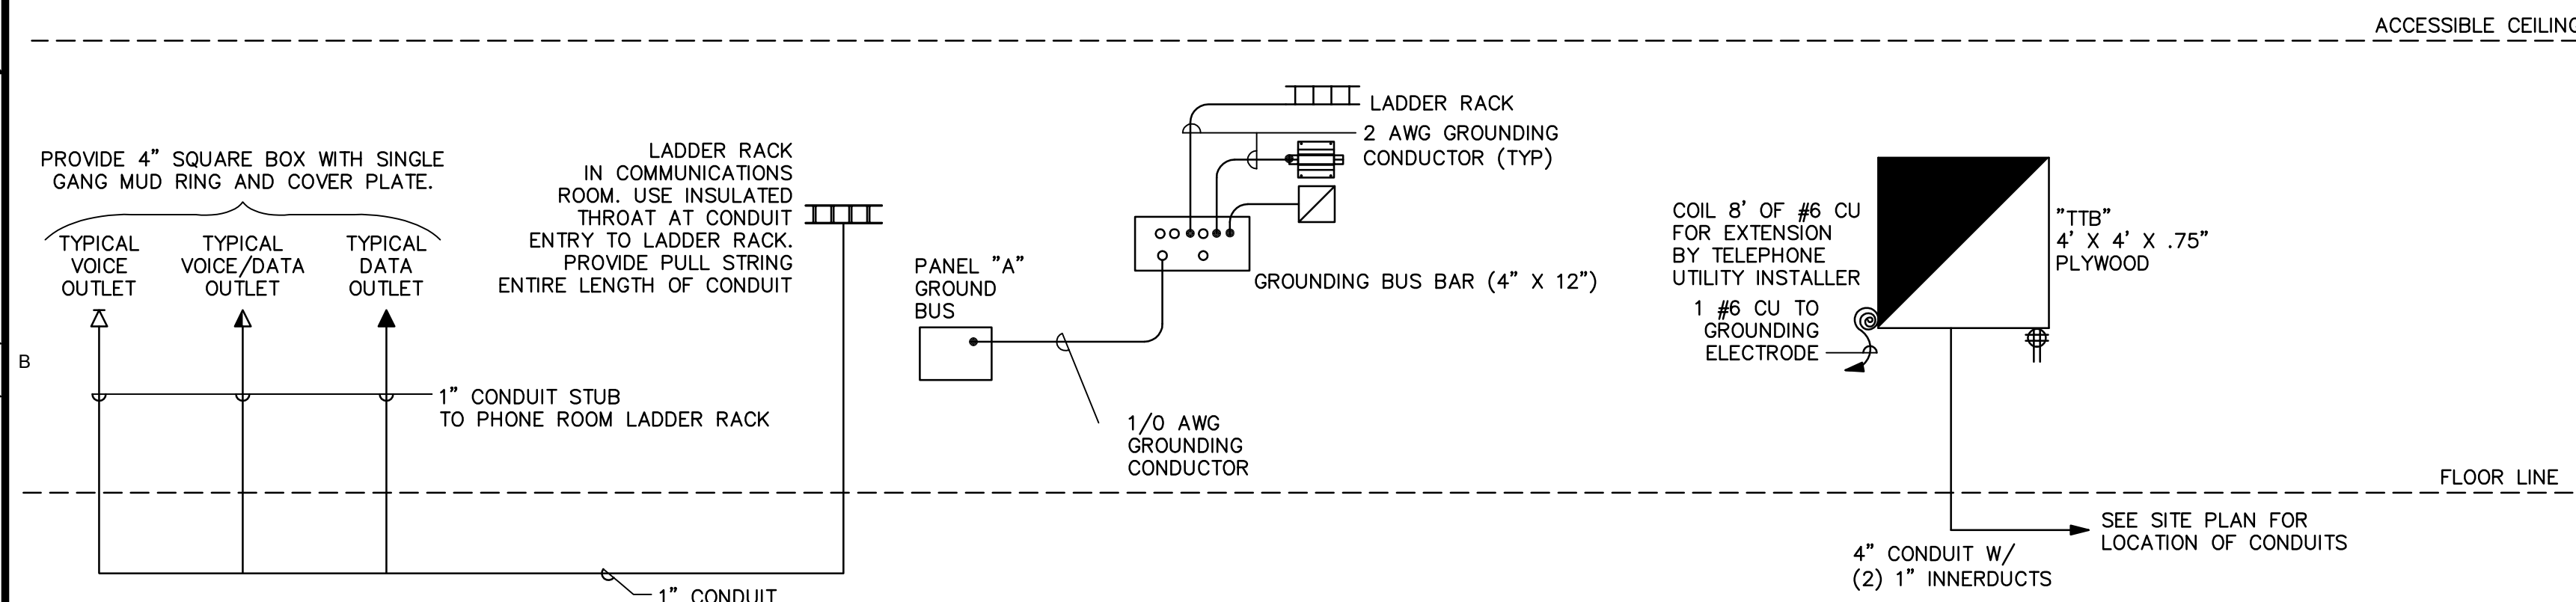 ACCESSIBLE CEILING
PROVIDE 4" SQUARE BOX WITH SINGLE
GANG MUD RING AND COVER PLATE.
TYPICAL
VOICE
OUTLET
TYPICAL
VOICE/DATA
OUTLET
TYPICAL
DATA
OUTLET
LADDER RACK
IN COMMUNICATIONS
ROOM. USE INSULATED
THROAT AT CONDUIT
ENTRY TO LADDER RACK.
PROVIDE PULL STRING
ENTIRE LENGTH OF CONDUIT
B
1" CONDUIT STUB
TO PHONE ROOM LADDER RACK
1" CONDUIT
LADDER RACK
2 AWG GROUNDING
CONDUCTOR (TYP)
PANEL "A"
GROUND
BUS
GROUNDING BUS BAR (4" X 12")
1/0 AWG
GROUNDING
CONDUCTOR
COIL 8' OF #6 CU
FOR EXTENSION
BY TELEPHONE
UTILITY INSTALLER
1 #6 CU TO
GROUNDING
ELECTRODE
"TTB"
4' X 4' X .75"
PLYWOOD
FLOOR LINE
SEE SITE PLAN FOR
LOCATION OF CONDUITS
4" CONDUIT W/
(2) 1" INNERDUCTS